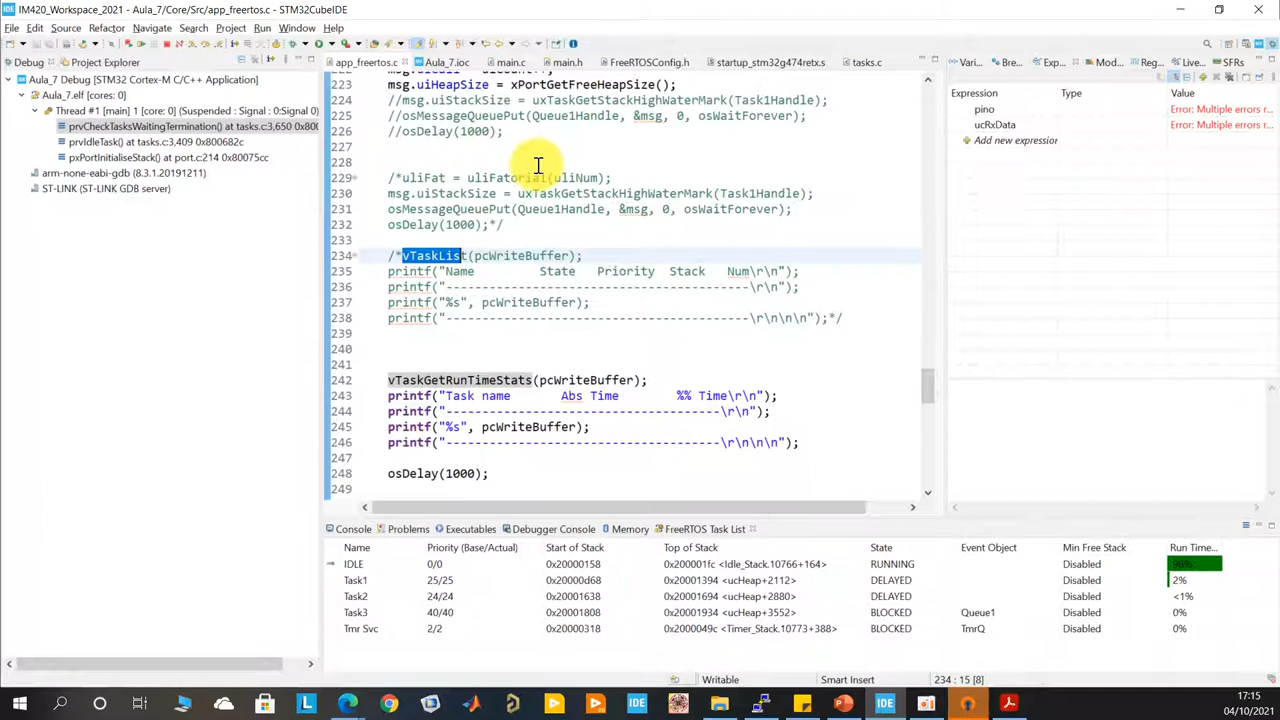 IDE IM420_Workspace_2021 - Aula_7/Core/Src/app_freertos.c - STM32CubeIDE
File Edit Source Refactor Navigate Search Project Run Window Help
Debug Project Explorer
Aula_7 Debug [STM32 Cortex-M C/C++ Application]
Aula_7.elf [cores: 0]
Thread #1 [main] 1 [core: 0] (Suspended : Signal : 0:Signal 0)
prvCheckTasksWaitingTermination() at tasks.c:3,650 0x800
prvIdleTask() at tasks.c:3,409 0x800682c
pxPortInitialiseStack() at port.c:214 0x80075cc
arm-none-eabi-gdb (8.3.1.20191211)
ST-LINK (ST-LINK GDB server)
app_freertos.c Aula_7.ioc main.c main.h FreeRTOSConfig.h startup_stm32g474retx.s tasks.c
223 msg.uiHeapSize = xPortGetFreeHeapSize();
224 //msg.uiStackSize = uxTaskGetStackHighWaterMark(Task1Handle);
225 //osMessageQueuePut(Queue1Handle, &msg, 0, osWaitForever);
226 //osDelay(1000);
227
228
229 /*uliFat = uliFatorial(uliNum);
230 msg.uiStackSize = uxTaskGetStackHighWaterMark(Task1Handle);
231 osMessageQueuePut(Queue1Handle, &msg, 0, osWaitForever);
232 osDelay(1000);*/
233
234 /*vTaskList(pcWriteBuffer);
235 printf("Name State Priority Stack Num\r\n");
236 printf("-----------------------------------------\r\n");
237 printf("%s", pcWriteBuffer);
238 printf("-----------------------------------------\r\n\n\n");*/
239
240
241
242 vTaskGetRunTimeStats(pcWriteBuffer);
243 printf("Task name Abs Time %% Time\r\n");
244 printf("-------------------------------------\r\n");
245 printf("%s", pcWriteBuffer);
246 printf("-------------------------------------\r\n\n\n");
247
248 osDelay(1000);
249
Vari... Bre... Exp... Mod... Reg... Live... SFRs
Expression Type Value
pino Error: Multiple errors r
ucRxData Error: Multiple errors r
Add new expression
Console Problems Executables Debugger Console Memory FreeRTOS Task List
Name Priority (Base/Actual) Start of Stack Top of Stack State Event Object Min Free Stack Run Time...
IDLE 0/0 0x20000158 0x200001fc <Idle_Stack.10766+164> RUNNING Disabled 98%
Task1 25/25 0x20000d68 0x20001394 <ucHeap+2112> DELAYED Disabled 2%
Task2 24/24 0x20001638 0x20001694 <ucHeap+2880> DELAYED Disabled <1%
Task3 40/40 0x20001808 0x20001934 <ucHeap+3552> BLOCKED Queue1 Disabled 0%
Tmr Svc 2/2 0x20000318 0x2000049c <Timer_Stack.10773+388> BLOCKED TmrQ Disabled 0%
Writable Smart Insert 234 : 15 [8]
17:15
04/10/2021